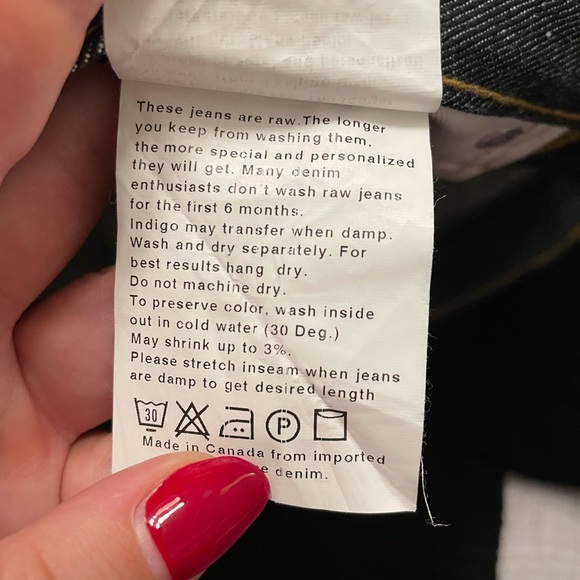 These jeans are raw.The longer
you keep from washing them,
the more special and personalized
they will get. Many denim
enthusiasts don't wash raw jeans
for the first 6 months.
Indigo may transfer when damp.
Wash and dry separately. For
best results hang dry.
Do not machine dry.
To preserve color, wash inside
out in cold water (30 Deg.)
May shrink up to 3%.
Please stretch inseam when jeans
are damp to get desired length
30 P
Made in Canada from imported
denim.